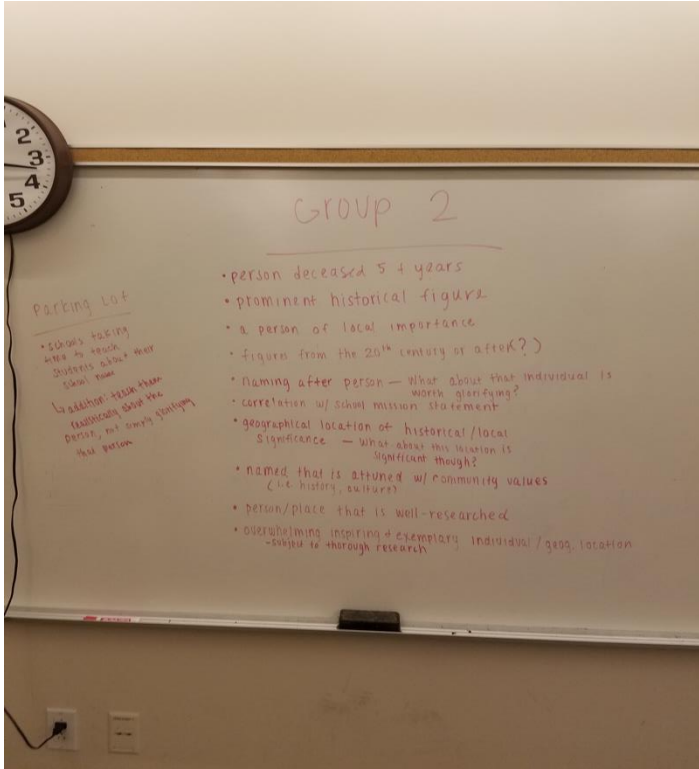 2
3
4
5
Group 2
• person deceased 5+ years
• prominent historical figure
• a person of local importance
• figure from the 20th century or after(?)
• naming after person — What about that individual is
worth glorifying?
• correlation w/ school mission statement
• geographical location of historical/local
significance — What about this location is
significant though?
• named that is attuned w/ community values
(i.e. history, culture)
• person/place that is well-researched
• overwhelming inspiring + exemplary individual/geog. location
- subject to thorough research
Parking Lot
• schools taking
time to teach
students about their
school name
↳ addition: teach them
realistically about the
person, not simply glorifying
that person